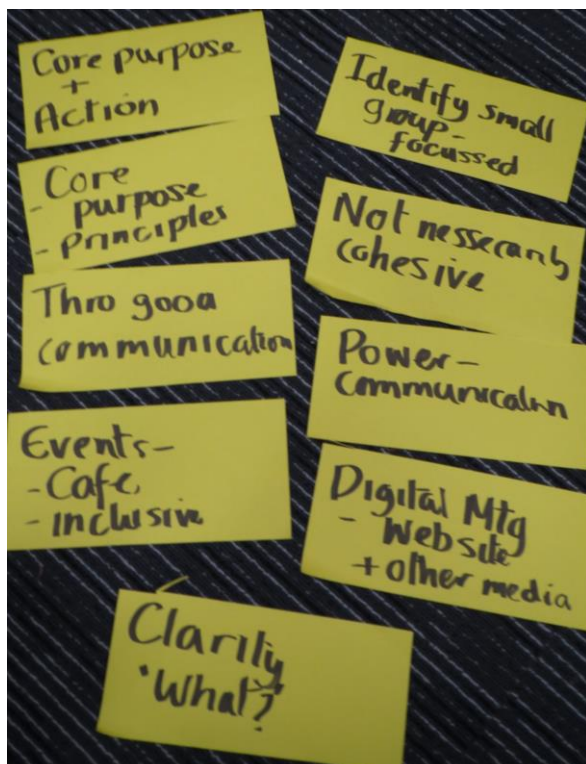 Core purpose
+
Action
- Core
purpose
- principles
Thro good
communication
Events-
- Cafe
- inclusive
Identify small
group-
focussed
Not nessecarily
cohesive
Power-
communication
Digital Mtg
- Website
+ other media
Clarity
'What?'